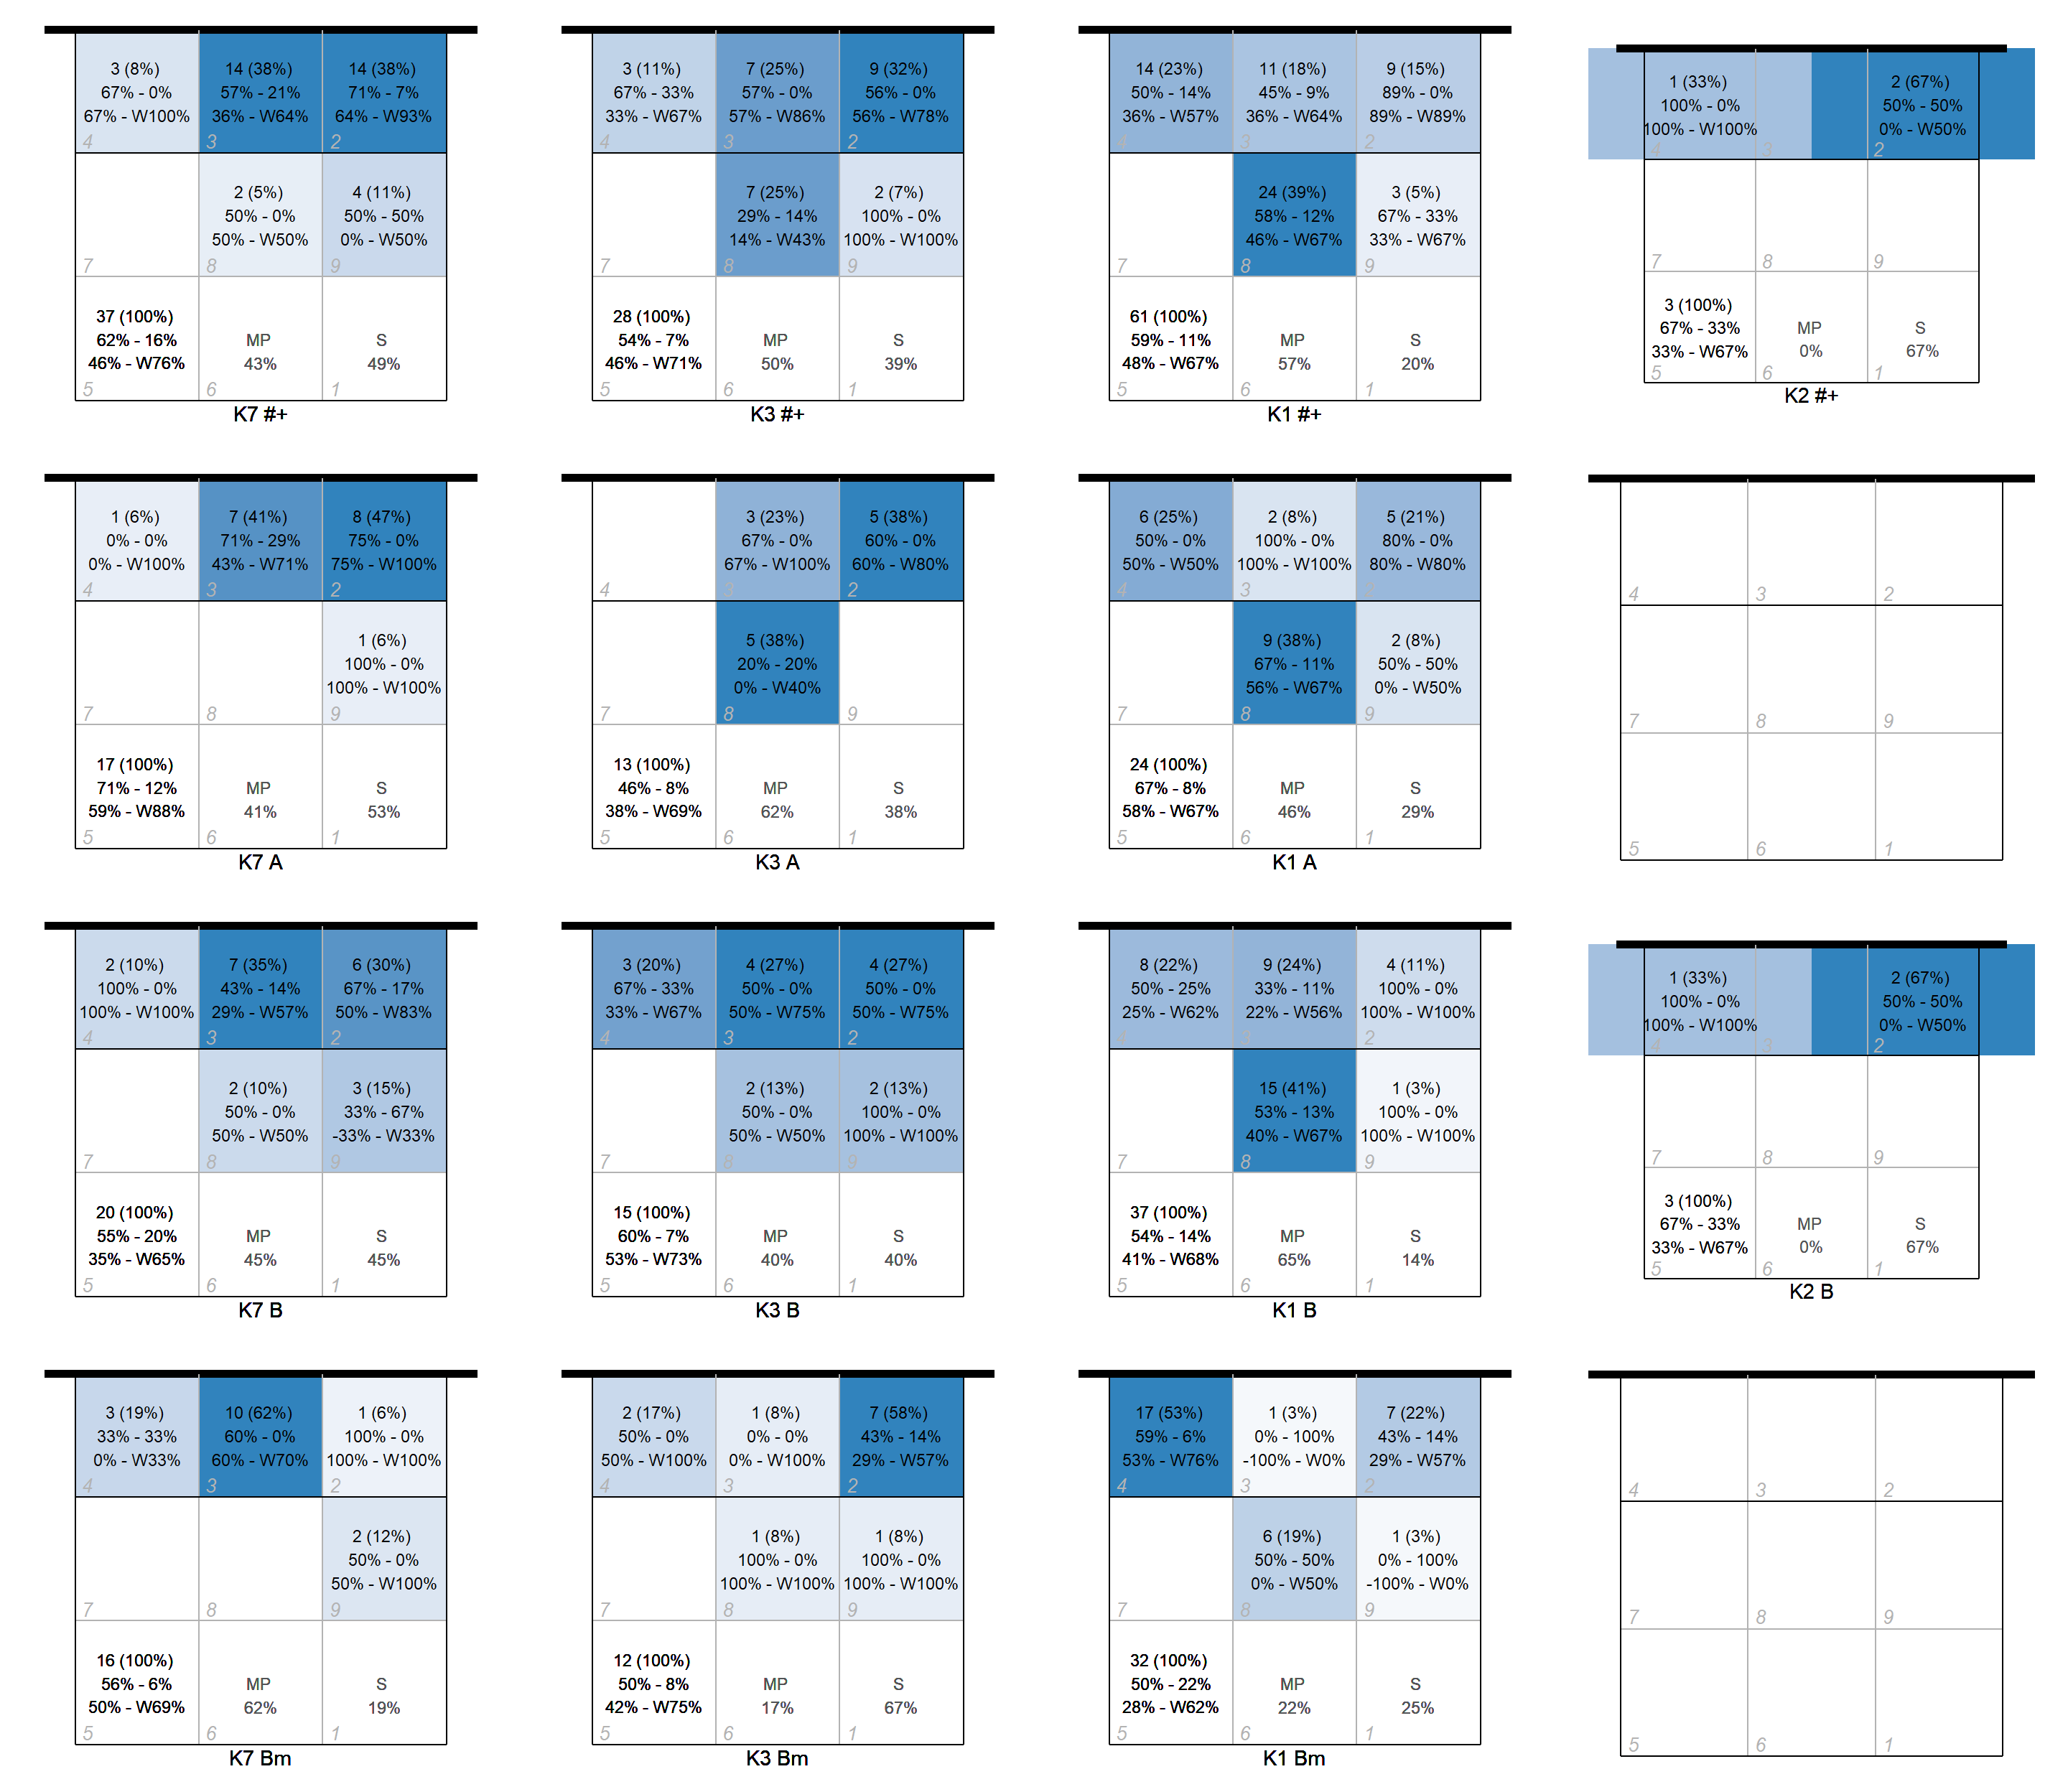 3 (8%)
67% - 0%
67% - W100%
4
14 (38%)
57% - 21%
36% - W64%
3
14 (38%)
71% - 7%
64% - W93%
2
7
2 (5%)
50% - 0%
50% - W50%
8
4 (11%)
50% - 50%
0% - W50%
9
37 (100%)
62% - 16%
46% - W76%
5
MP
43%
6
S
49%
1
K7 #+
3 (11%)
67% - 33%
33% - W67%
4
7 (25%)
57% - 0%
57% - W86%
3
9 (32%)
56% - 0%
56% - W78%
2
7
7 (25%)
29% - 14%
14% - W43%
8
2 (7%)
100% - 0%
100% - W100%
9
28 (100%)
54% - 7%
46% - W71%
5
MP
50%
6
S
39%
1
K3 #+
14 (23%)
50% - 14%
36% - W57%
4
11 (18%)
45% - 9%
36% - W64%
3
9 (15%)
89% - 0%
89% - W89%
2
7
24 (39%)
58% - 12%
46% - W67%
8
3 (5%)
67% - 33%
33% - W67%
9
61 (100%)
59% - 11%
48% - W67%
5
MP
57%
6
S
20%
1
K1 #+
1 (33%)
100% - 0%
100% - W100%
4
3
2 (67%)
50% - 50%
0% - W50%
2
7
8
9
3 (100%)
67% - 33%
33% - W67%
5
MP
0%
6
S
67%
1
K2 #+
1 (6%)
0% - 0%
0% - W100%
4
7 (41%)
71% - 29%
43% - W71%
3
8 (47%)
75% - 0%
75% - W100%
2
7
8
1 (6%)
100% - 0%
100% - W100%
9
17 (100%)
71% - 12%
59% - W88%
5
MP
41%
6
S
53%
1
K7 A
4
3 (23%)
67% - 0%
67% - W100%
3
5 (38%)
60% - 0%
60% - W80%
2
7
5 (38%)
20% - 20%
0% - W40%
8
9
13 (100%)
46% - 8%
38% - W69%
5
MP
62%
6
S
38%
1
K3 A
6 (25%)
50% - 0%
50% - W50%
4
2 (8%)
100% - 0%
100% - W100%
3
5 (21%)
80% - 0%
80% - W80%
2
7
9 (38%)
67% - 11%
56% - W67%
8
2 (8%)
50% - 50%
0% - W50%
9
24 (100%)
67% - 8%
58% - W67%
5
MP
46%
6
S
29%
1
K1 A
4
3
2
7
8
9
5
6
1
2 (10%)
100% - 0%
100% - W100%
4
7 (35%)
43% - 14%
29% - W57%
3
6 (30%)
67% - 17%
50% - W83%
2
7
2 (10%)
50% - 0%
50% - W50%
8
3 (15%)
33% - 67%
-33% - W33%
9
20 (100%)
55% - 20%
35% - W65%
5
MP
45%
6
S
45%
1
K7 B
3 (20%)
67% - 33%
33% - W67%
4
4 (27%)
50% - 0%
50% - W75%
3
4 (27%)
50% - 0%
50% - W75%
2
7
2 (13%)
50% - 0%
50% - W50%
8
2 (13%)
100% - 0%
100% - W100%
9
15 (100%)
60% - 7%
53% - W73%
5
MP
40%
6
S
40%
1
K3 B
8 (22%)
50% - 25%
25% - W62%
4
9 (24%)
33% - 11%
22% - W56%
3
4 (11%)
100% - 0%
100% - W100%
2
7
15 (41%)
53% - 13%
40% - W67%
8
1 (3%)
100% - 0%
100% - W100%
9
37 (100%)
54% - 14%
41% - W68%
5
MP
65%
6
S
14%
1
K1 B
1 (33%)
100% - 0%
100% - W100%
4
3
2 (67%)
50% - 50%
0% - W50%
2
7
8
9
3 (100%)
67% - 33%
33% - W67%
5
MP
0%
6
S
67%
1
K2 B
3 (19%)
33% - 33%
0% - W33%
4
10 (62%)
60% - 0%
60% - W70%
3
1 (6%)
100% - 0%
100% - W100%
2
7
8
2 (12%)
50% - 0%
50% - W100%
9
16 (100%)
56% - 6%
50% - W69%
5
MP
62%
6
S
19%
1
K7 Bm
2 (17%)
50% - 0%
50% - W100%
4
1 (8%)
0% - 0%
0% - W100%
3
7 (58%)
43% - 14%
29% - W57%
2
7
1 (8%)
100% - 0%
100% - W100%
8
1 (8%)
100% - 0%
100% - W100%
9
12 (100%)
50% - 8%
42% - W75%
5
MP
17%
6
S
67%
1
K3 Bm
17 (53%)
59% - 6%
53% - W76%
4
1 (3%)
0% - 100%
-100% - W0%
3
7 (22%)
43% - 14%
29% - W57%
2
7
6 (19%)
50% - 50%
0% - W50%
8
1 (3%)
0% - 100%
-100% - W0%
9
32 (100%)
50% - 22%
28% - W62%
5
MP
22%
6
S
25%
1
K1 Bm
4
3
2
7
8
9
5
6
1